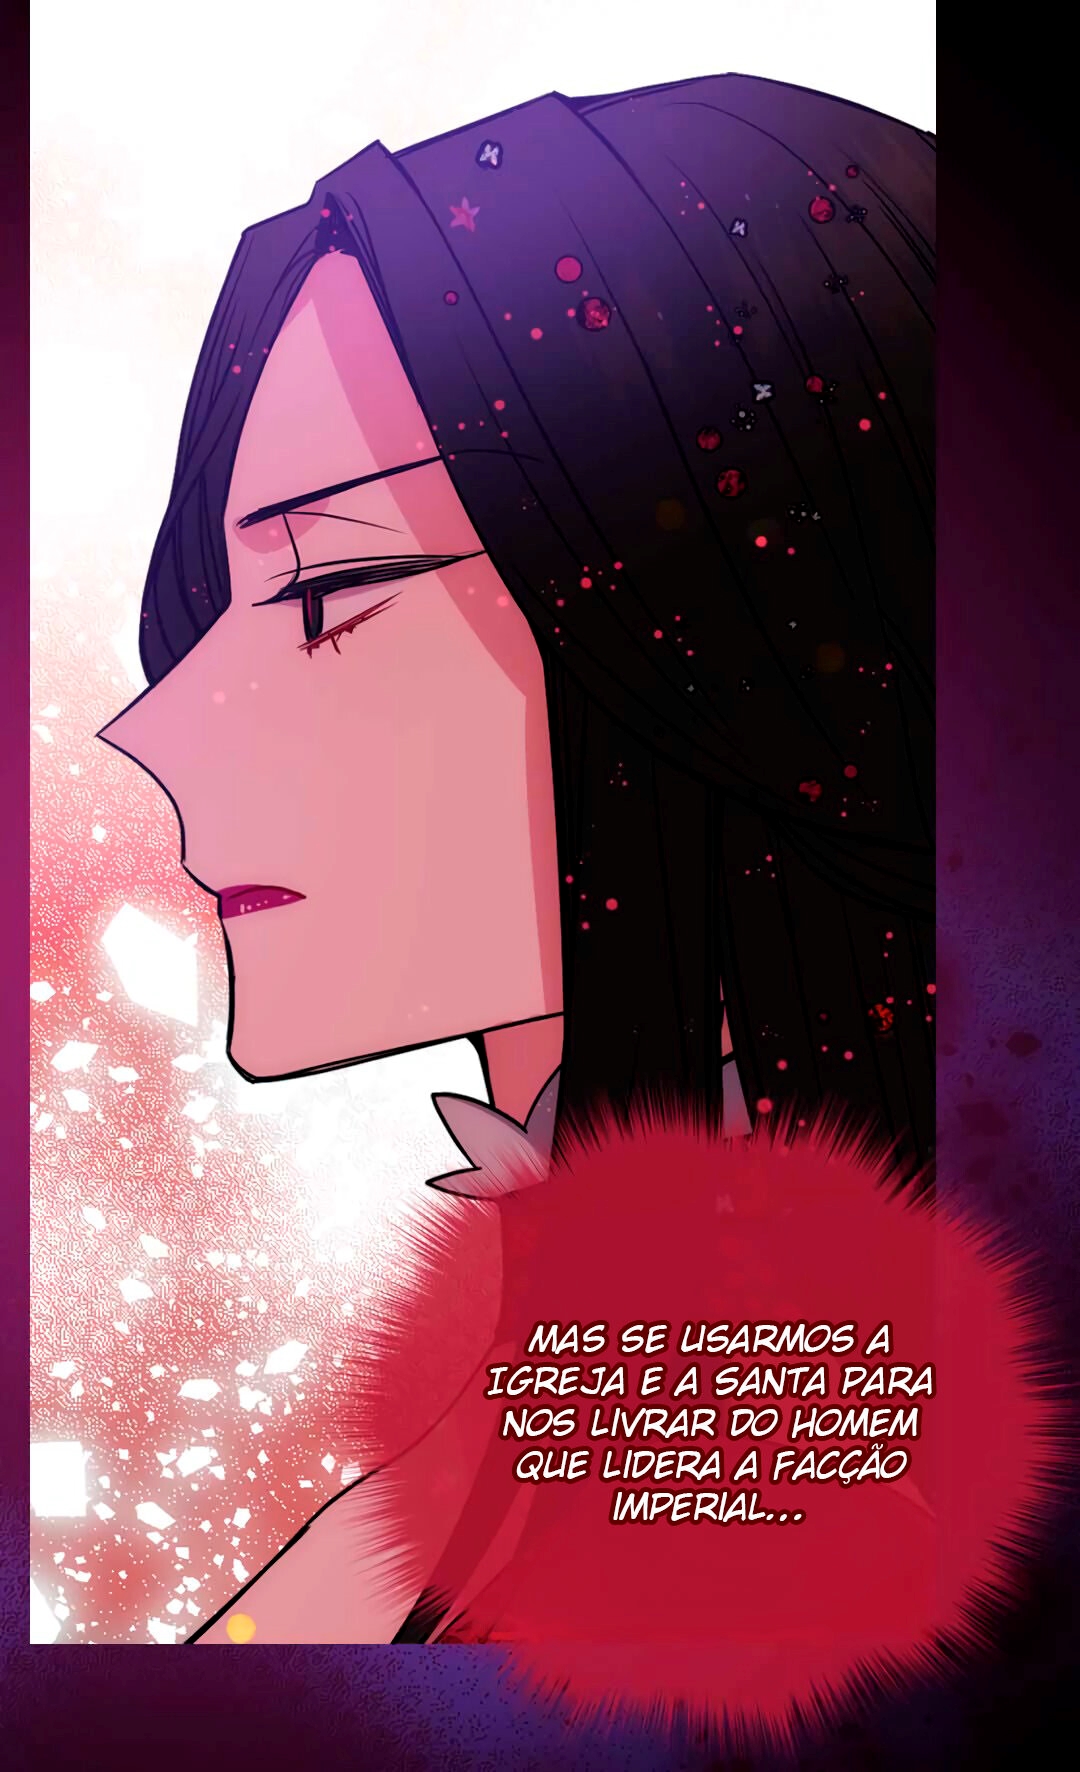 MAS SE USARMOS A
IGREJA E A SANTA PARA
NOS LIVRAR DO HOMEM
QUE LIDERA A FACÇÃO
IMPERIAL...